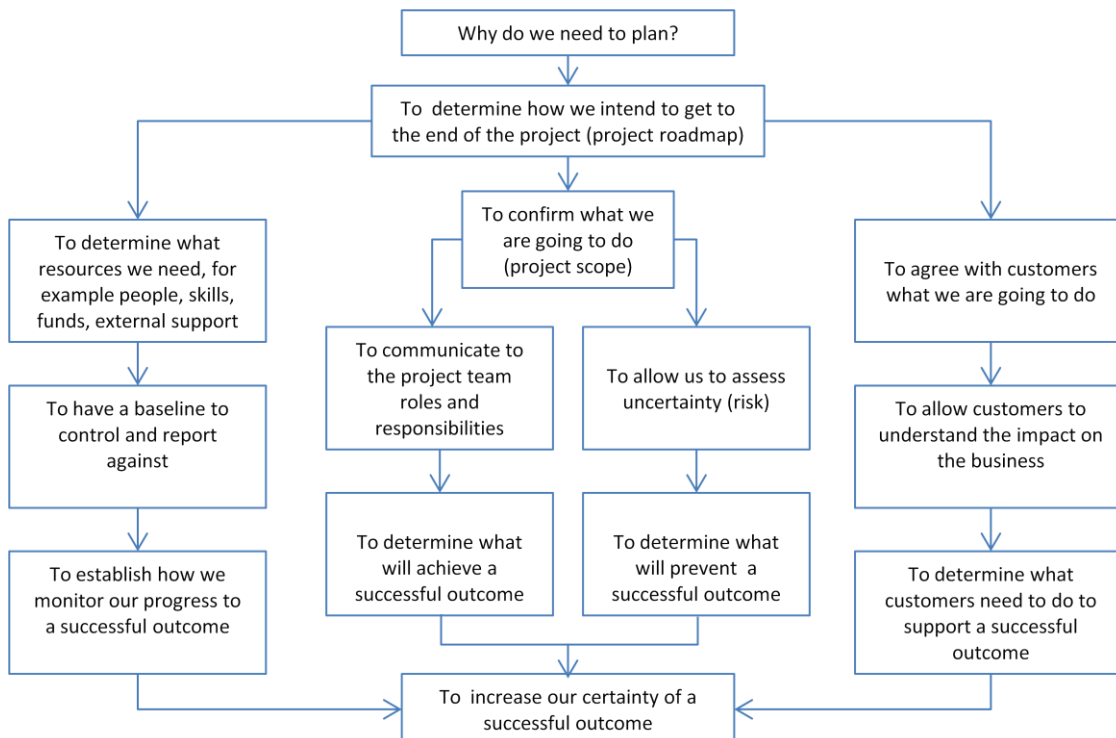 Why do we need to plan?
To  determine how we intend to get to
the end of the project (project roadmap)
To confirm what we
are going to do
(project scope)
To determine what
resources we need, for
example people, skills,
funds, external support
To agree with customers
what we are going to do
To communicate to
the project team
roles and
responsibilities
To allow us to assess
uncertainty (risk)
To have a baseline to
control and report
against
To allow customers to
understand the impact on
the business
To determine what
will achieve a
successful outcome
To determine what
will prevent  a
successful outcome
To establish how we
monitor our progress to
a successful outcome
To determine what
customers need to do to
support a successful
outcome
To  increase our certainty of a
successful outcome